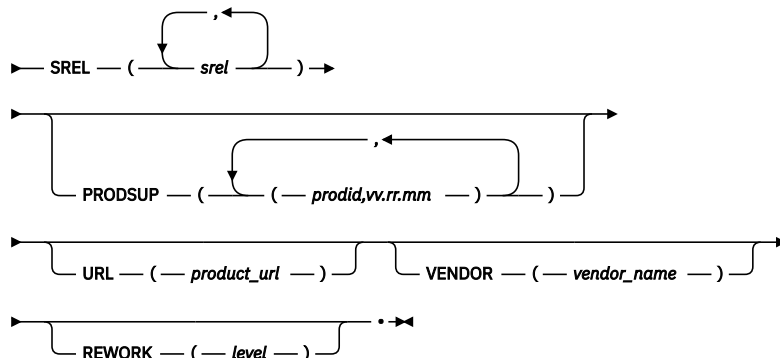 ,
SREL ( srel )
,
PRODSUP ( ( prodid,vv.rr.mm ) )
URL ( product_url ) VENDOR ( vendor_name )
.
REWORK ( level )